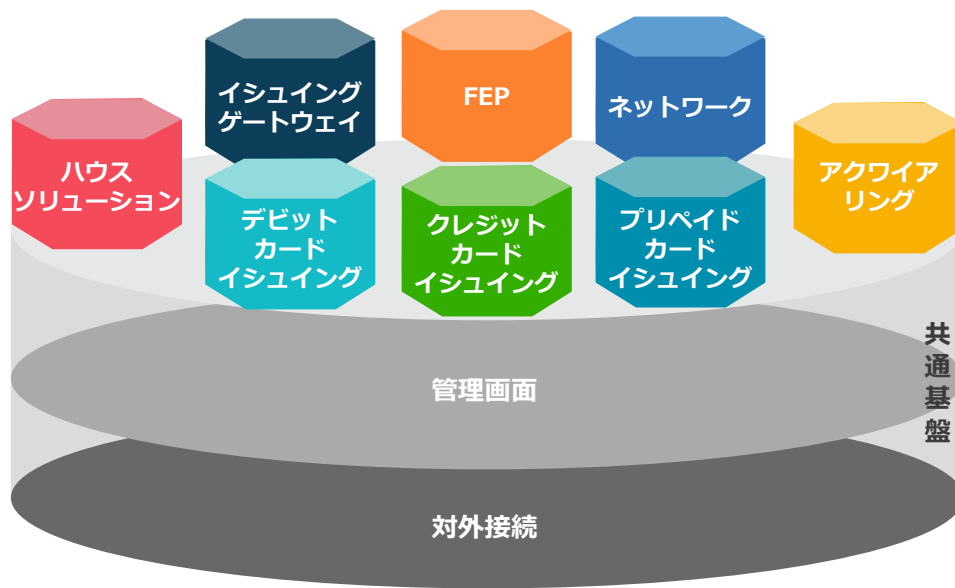 イシュイング
ゲートウェイ
FEP
ネットワーク
ハウス
ソリューション
アクワイア
リング
デビット
カード
イシュイング
クレジット
カード
イシュイング
プリペイド
カード
イシュイング
共通基盤
管理画面
対外接続